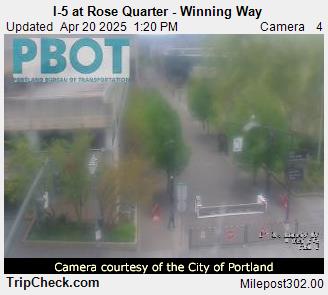 I-5 at Rose Quarter - Winning Way
Updated Apr 20 2025 1:20 PM Camera 4
PBOT
PORTLAND BUREAU OF TRANSPORTATION
Camera courtesy of the City of Portland
TripCheck.com Milepost302.00